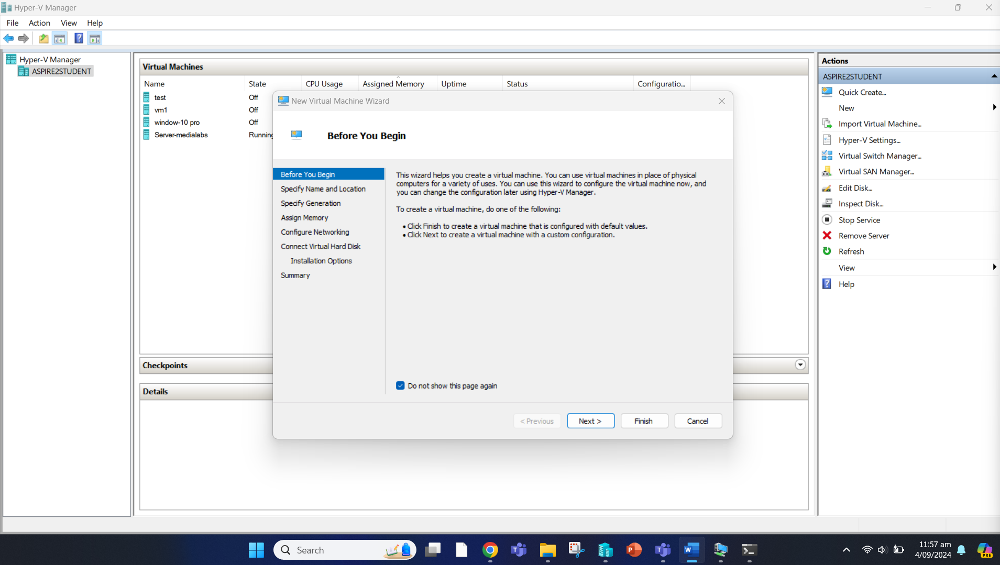 Hyper-V Manager
File Action View Help
Hyper-V Manager
ASPIRE2STUDENT
Virtual Machines
Name State CPU Usage Assigned Memory Uptime Status Configuratio...
test Off
vm1 Off
window-10 pro Off
Server-medialabs Running
Checkpoints
Details
New Virtual Machine Wizard
Before You Begin
Before You Begin
Specify Name and Location
Specify Generation
Assign Memory
Configure Networking
Connect Virtual Hard Disk
Installation Options
Summary
This wizard helps you create a virtual machine. You can use virtual machines in place of physical
computers for a variety of uses. You can use this wizard to configure the virtual machine now, and
you can change the configuration later using Hyper-V Manager.
To create a virtual machine, do one of the following:
• Click Finish to create a virtual machine that is configured with default values.
• Click Next to create a virtual machine with a custom configuration.
Do not show this page again
< Previous Next > Finish Cancel
Actions
ASPIRE2STUDENT
Quick Create...
New
Import Virtual Machine...
Hyper-V Settings...
Virtual Switch Manager...
Virtual SAN Manager...
Edit Disk...
Inspect Disk...
Stop Service
Remove Server
Refresh
View
Help
Search
11:57 am
4/09/2024
PRE